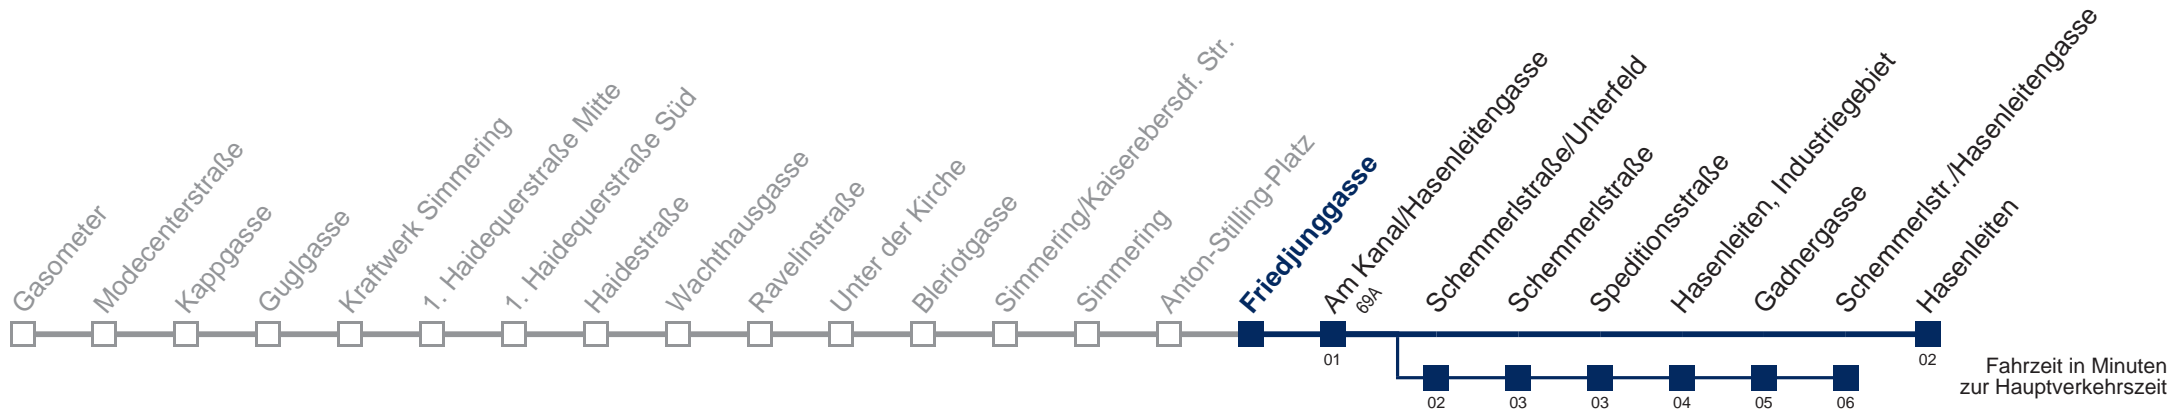 Gasometer
Modecenterstraße
Kappgasse
Guglgasse
Kraftwerk Simmering
1. Haidequerstraße Mitte
1. Haidequerstraße Süd
Haidestraße
Wachthausgasse
Ravelinstraße
Unter der Kirche
Bleriotgasse
Simmering/Kaiserebersdf. Str.
Simmering
Anton-Stilling-Platz
Friedjunggasse
Am Kanal/Hasenleitengasse
69A
Schemmerlstraße/Unterfeld
Schemmerlstraße
Speditionsstraße
Hasenleiten, Industriegebiet
Gadnergasse
Schemmerlstr./Hasenleitengasse
Hasenleiten
01
02
Fahrzeit in Minuten
zur Hauptverkehrszeit
02
03
03
04
05
06